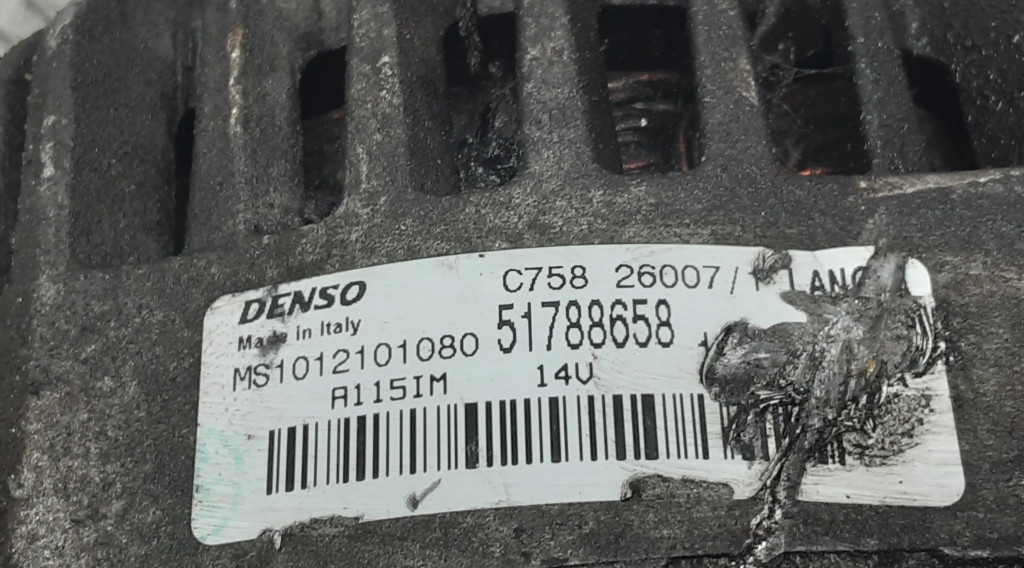 DENSO C758 26007/
Made in Italy
MS1012101080 51788658
A115IM 14V